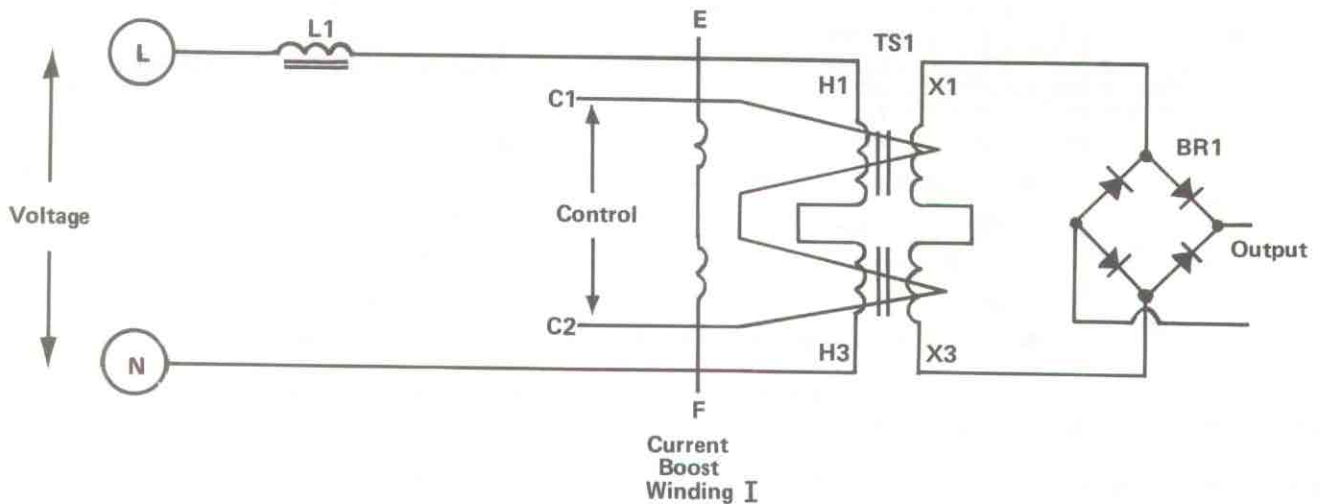 E
L1
TS1
L
H1
X1
C1
BR1
Voltage
Control
Output
C2
N
H3
X3
F
Current
Boost
Winding I